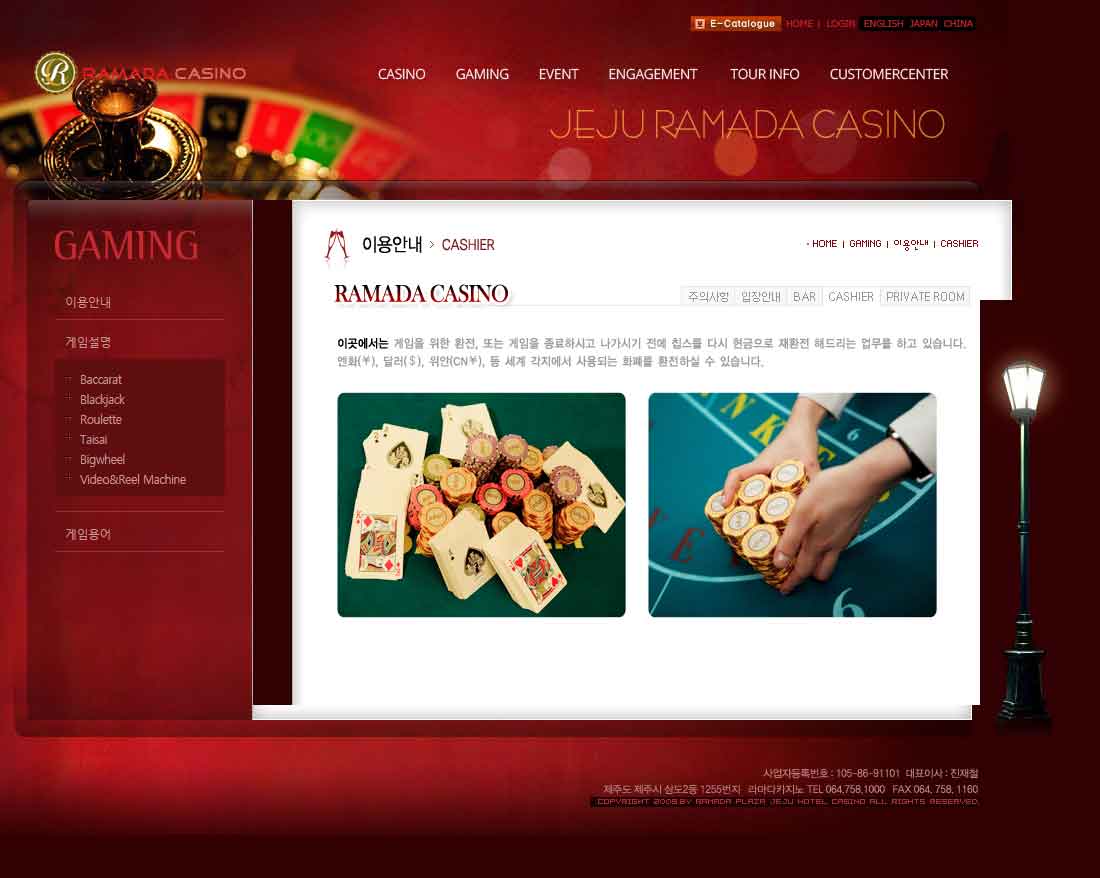 E-Catalogue HOME | LOGIN ENGLISH JAPAN CHINA
R RAMADA CASINO
CASINO GAMING EVENT ENGAGEMENT TOUR INFO CUSTOMERCENTER
JEJU RAMADA CASINO
GAMING
이용안내
게임설명
Baccarat
Blackjack
Roulette
Taisai
Bigwheel
Video&Reel Machine
게임용어
이용안내 > CASHIER
HOME | GAMING | 이용안내 | CASHIER
RAMADA CASINO
주의사항 입장안내 BAR CASHIER PRIVATE ROOM
이곳에서는 게임을 위한 환전, 또는 게임을 종료하시고 나가시기 전에 칩스를 다시 현금으로 재환전 해드리는 업무를 하고 있습니다.
엔화(¥), 달러($), 위안(CN¥), 등 세계 각지에서 사용되는 화폐를 환전하실 수 있습니다.
6
6
사업자등록번호 : 105-86-91101 대표이사 : 진재철
제주도 제주시 삼도2동 1255번지 라마다카지노 TEL 064,758,1000 FAX 064, 758, 1160
COPYRIGHT 2009 BY RAMADA PLAZA JEJU HOTEL CASINO ALL RIGHTS RESERVED.